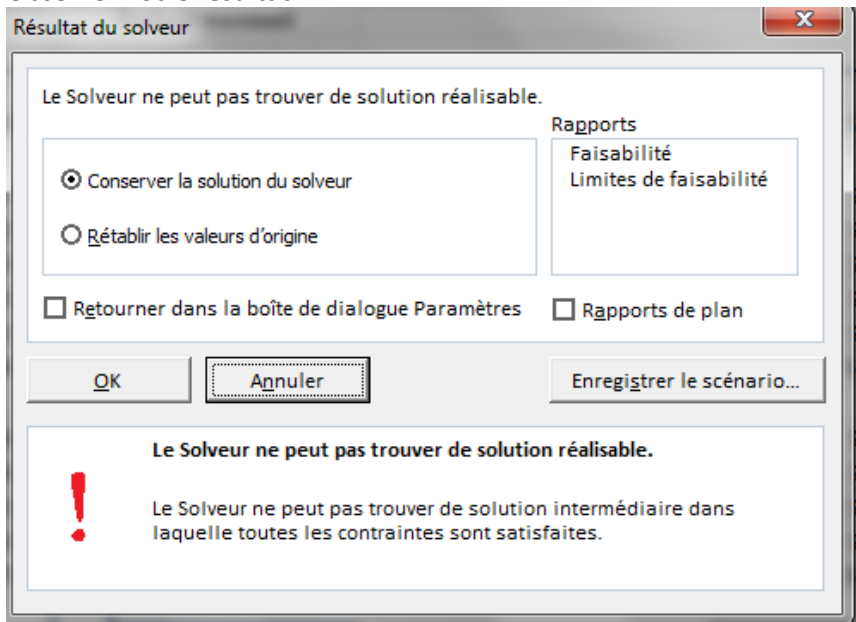 Résultat du solveur
Le Solveur ne peut pas trouver de solution réalisable.
Rapports
Faisabilité
Limites de faisabilité
Conserver la solution du solveur
Rétablir les valeurs d'origine
Retourner dans la boîte de dialogue Paramètres
Rapports de plan
OK
Annuler
Enregistrer le scénario...
Le Solveur ne peut pas trouver de solution réalisable.
Le Solveur ne peut pas trouver de solution intermédiaire dans
laquelle toutes les contraintes sont satisfaites.